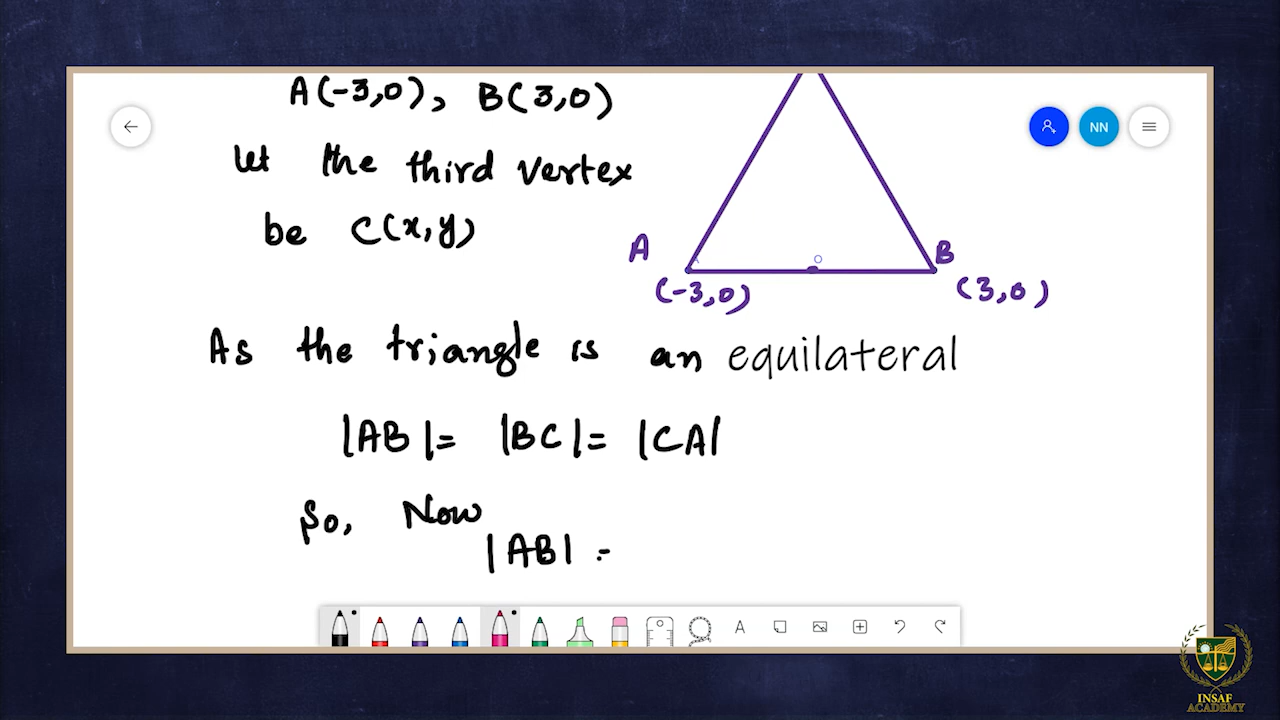 A(-3,0), B(3,0)
let the third vertex
be C(x,y)
A
B
O
(-3,0)
(3,0)
As the triangle is an equilateral
|AB|= |BC|= |CA|
So, Now
|AB| =
NN
A
INSAF
ACADEMY